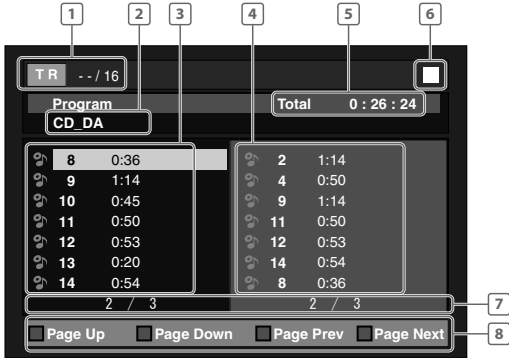 1 2 3 4 5 6
TR - - / 16
Program Total 0 : 26 : 24
CD_DA
8 0:36 2 1:14
9 1:14 4 0:50
10 0:45 9 1:14
11 0:50 11 0:50
12 0:53 12 0:53
13 0:20 14 0:54
14 0:54 8 0:36
2 / 3 2 / 3 7
Page Up Page Down Page Prev Page Next 8